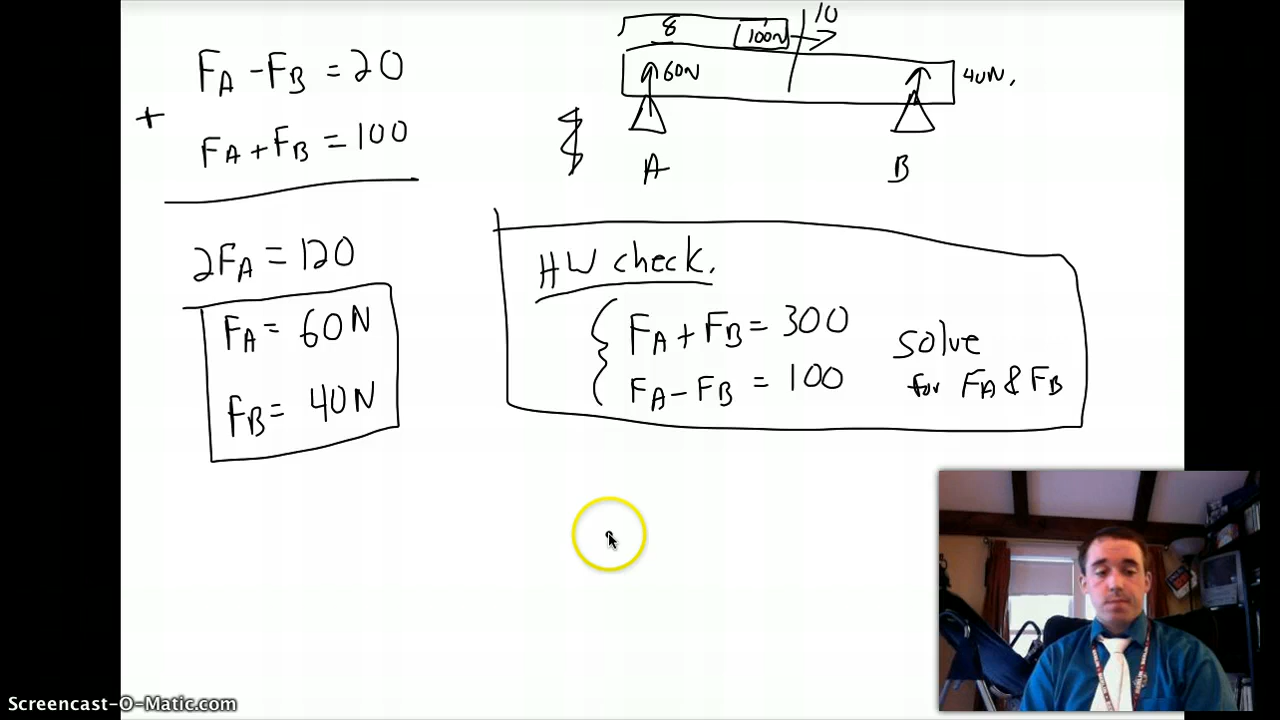 FA - FB = 20
+
FA + FB = 100
2FA = 120
FA = 60N
FB = 40N
8
100N
10
60N
40N.
A
B
HW check.
FA + FB = 300
FA - FB = 100
solve
for FA & FB
Screencast-O-Matic.com